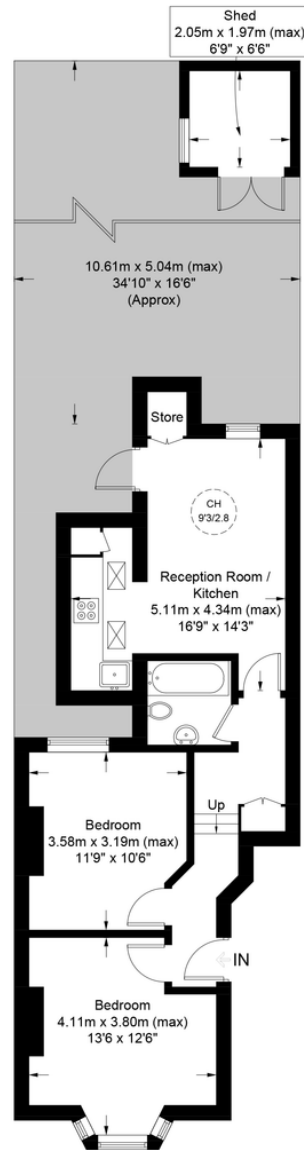 Shed
2.05m x 1.97m (max)
6'9" x 6'6"
10.61m x 5.04m (max)
34'10" x 16'6"
(Approx)
Store
CH
9'3/2.8
Reception Room /
Kitchen
5.11m x 4.34m (max)
16'9" x 14'3"
Up
Bedroom
3.58m x 3.19m (max)
11'9" x 10'6"
IN
Bedroom
4.11m x 3.80m (max)
13'6 x 12'6"